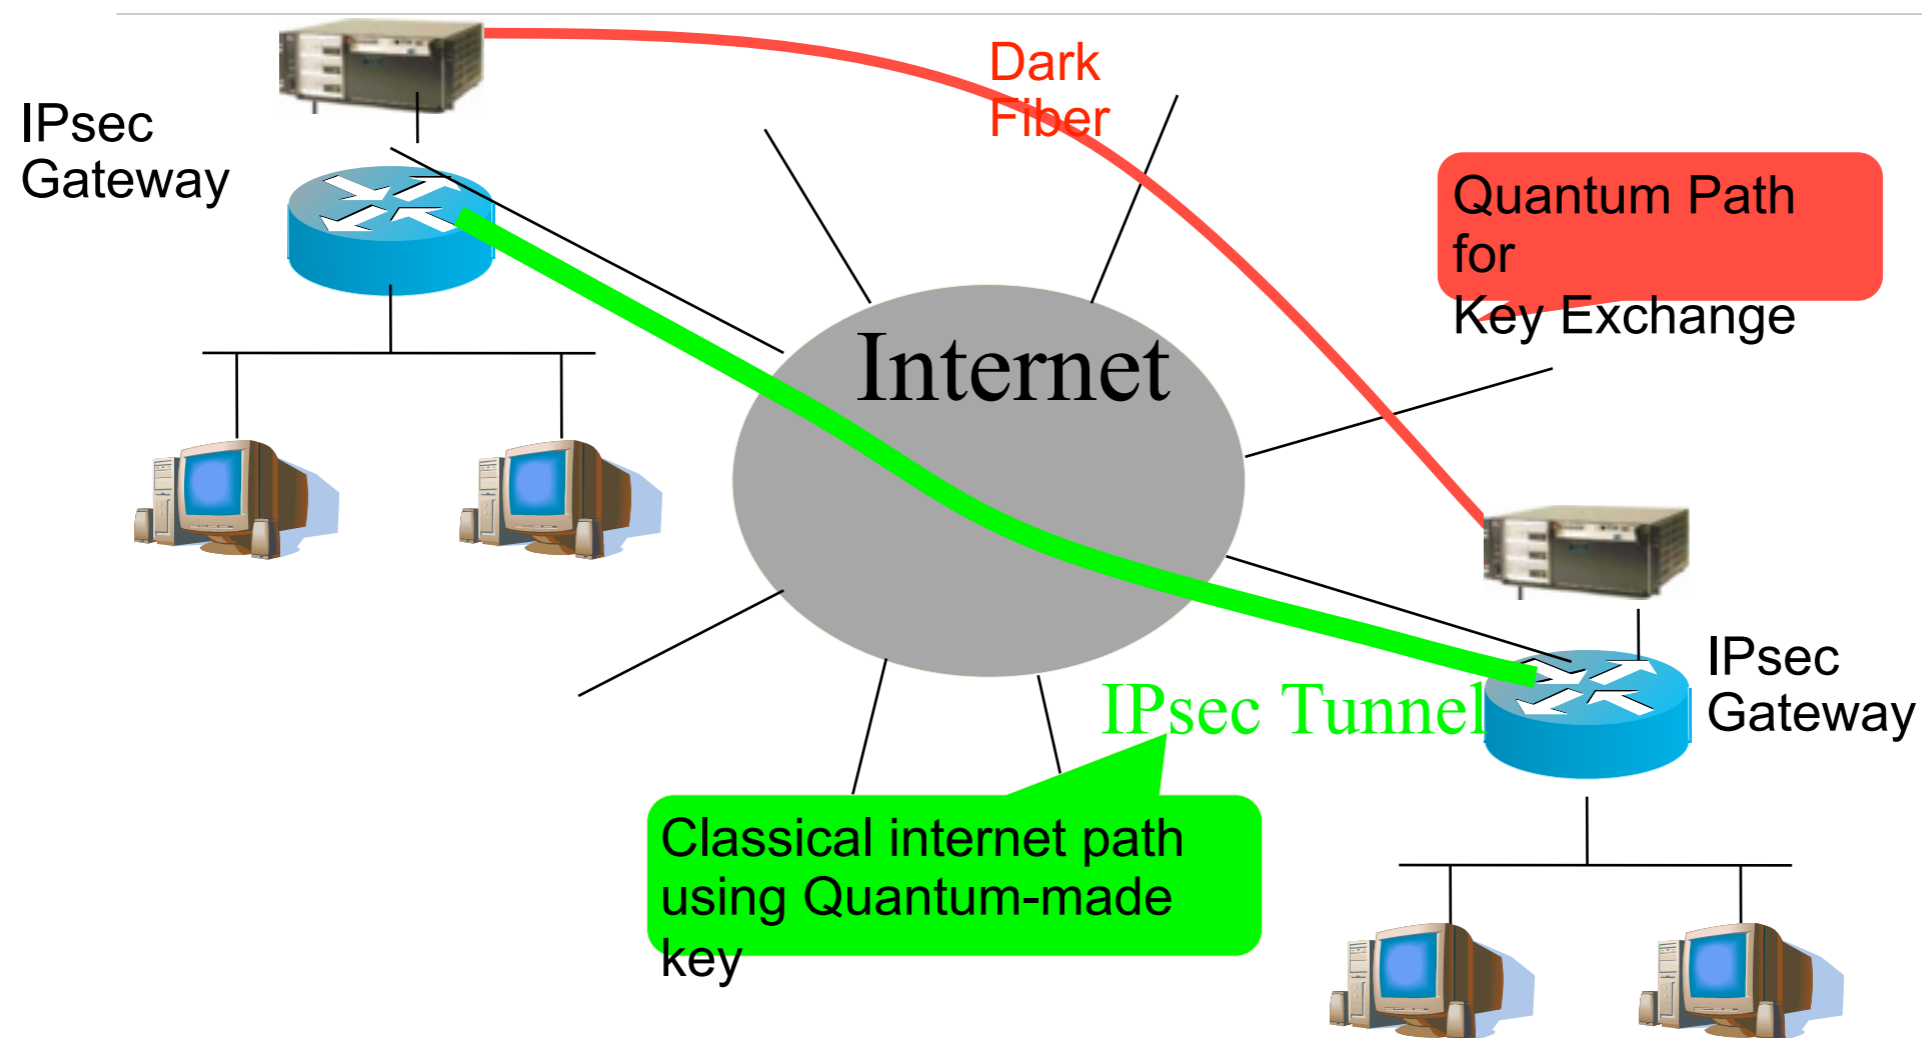 Dark
Fiber
IPsec
Gateway
Quantum Path
for
Key Exchange
Internet
IPsec
Gateway
IPsec Tunnel
Classical internet path
using Quantum-made
key